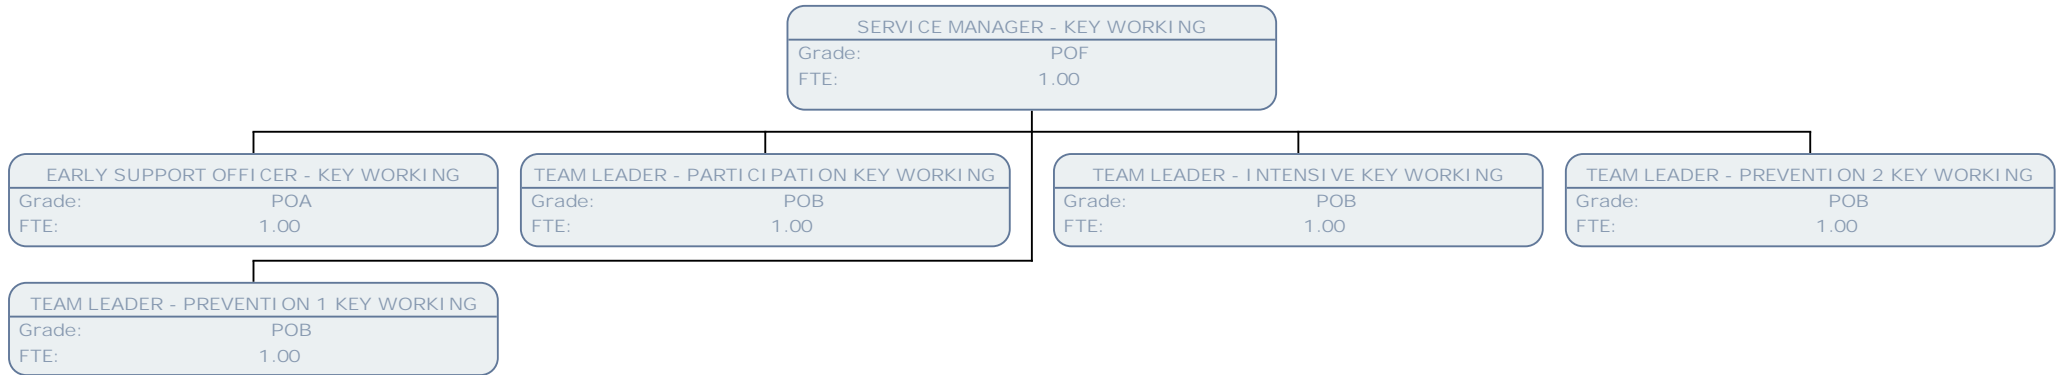 SERVICE MANAGER - KEY WORKING
Grade: POF
FTE: 1.00
EARLY SUPPORT OFFICER - KEY WORKING
Grade: POA
FTE: 1.00
TEAM LEADER - PARTICIPATION KEY WORKING
Grade: POB
FTE: 1.00
TEAM LEADER - INTENSIVE KEY WORKING
Grade: POB
FTE: 1.00
TEAM LEADER - PREVENTION 2 KEY WORKING
Grade: POB
FTE: 1.00
TEAM LEADER - PREVENTION 1 KEY WORKING
Grade: POB
FTE: 1.00